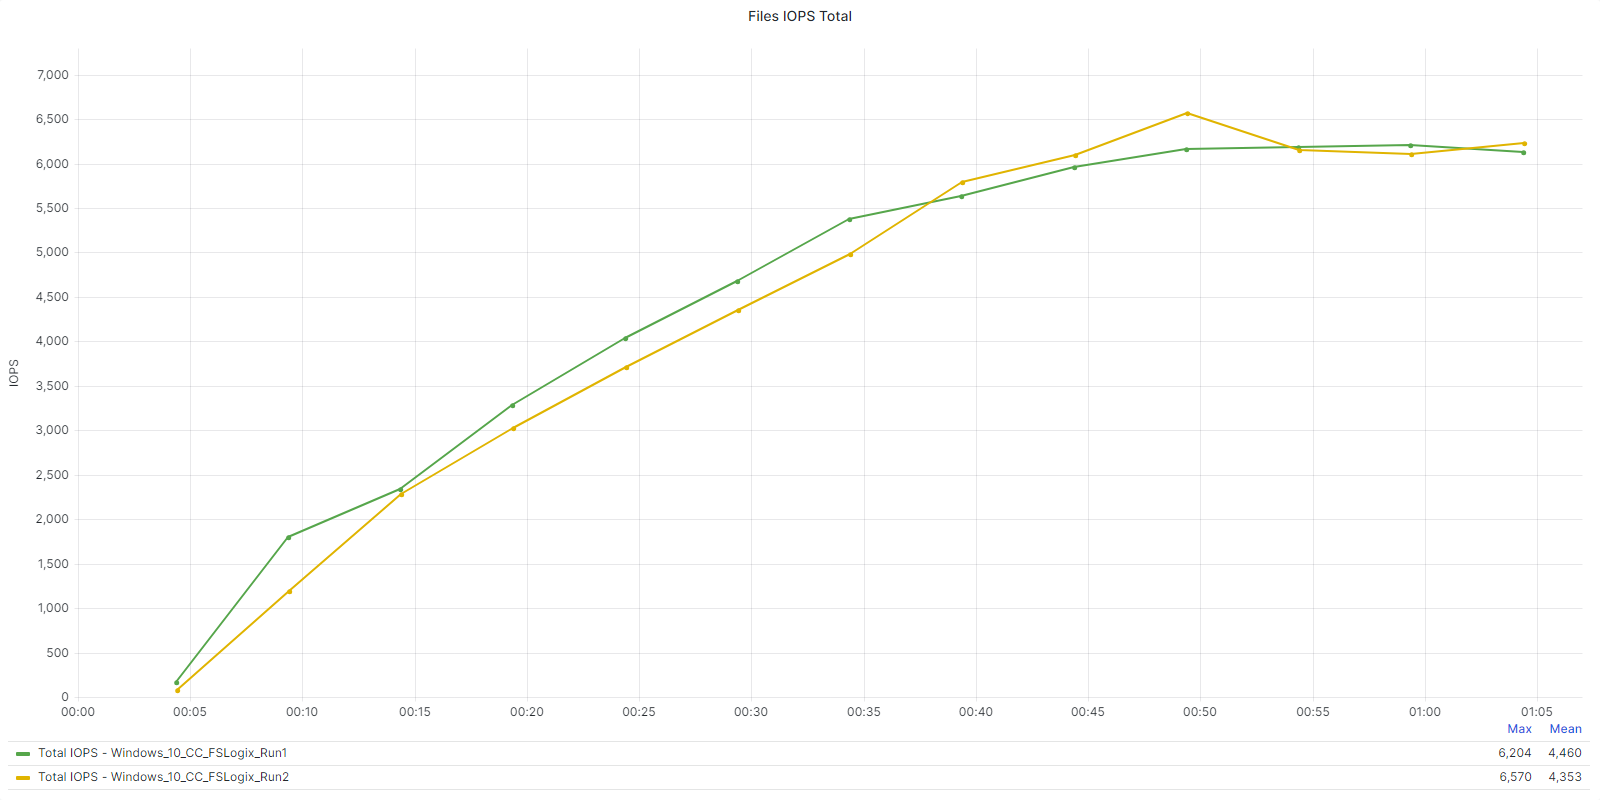 Files IOPS Total
7,000
6,500
6,000
5,500
5,000
4,500
4,000
3,500
3,000
2,500
2,000
1,500
1,000
500
0
IOPS
00:00 00:05 00:10 00:15 00:20 00:25 00:30 00:35 00:40 00:45 00:50 00:55 01:00 01:05
Max Mean
Total IOPS - Windows_10_CC_FSLogix_Run1 6,204 4,460
Total IOPS - Windows_10_CC_FSLogix_Run2 6,570 4,353